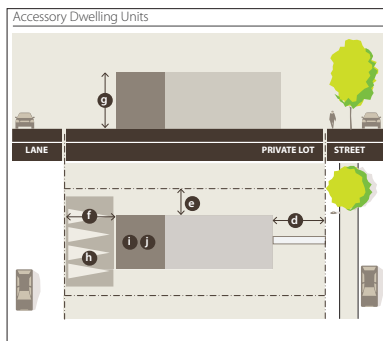 Accessory Dwelling Units
g
LANE PRIVATE LOT STREET
e
f d
i j
h